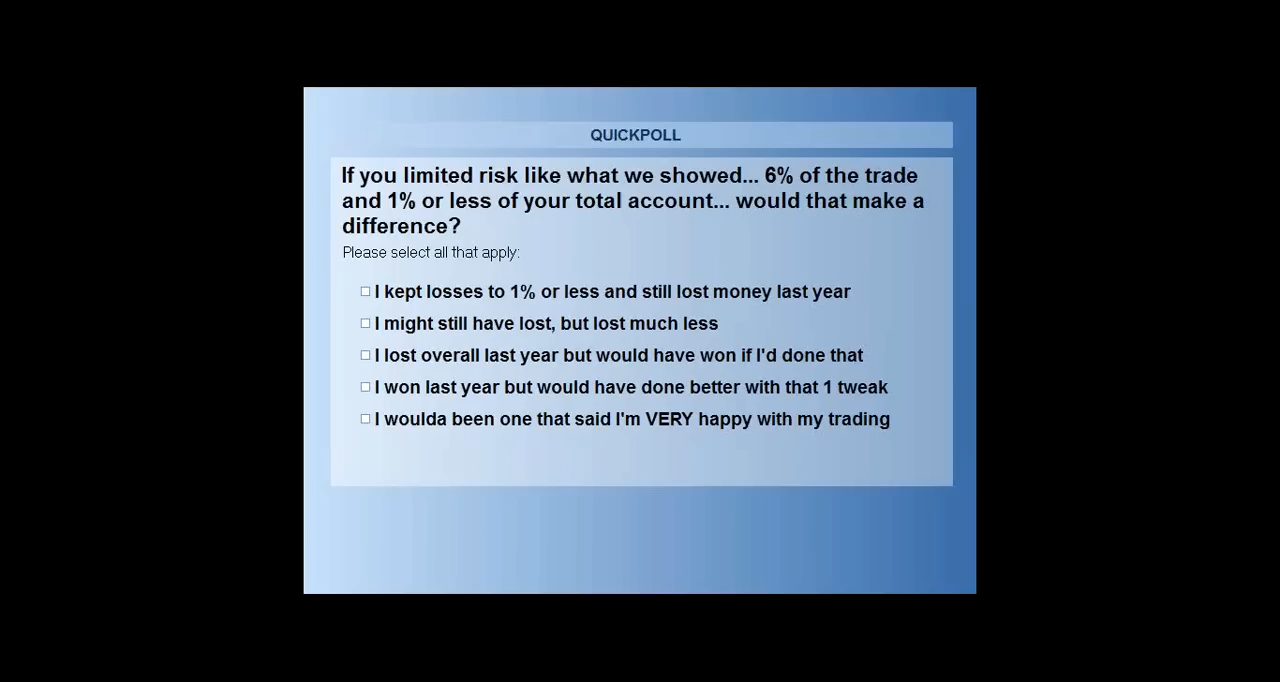 QUICKPOLL
If you limited risk like what we showed... 6% of the trade
and 1% or less of your total account... would that make a
difference?
Please select all that apply:
I kept losses to 1% or less and still lost money last year
I might still have lost, but lost much less
I lost overall last year but would have won if I'd done that
I won last year but would have done better with that 1 tweak
I woulda been one that said I'm VERY happy with my trading